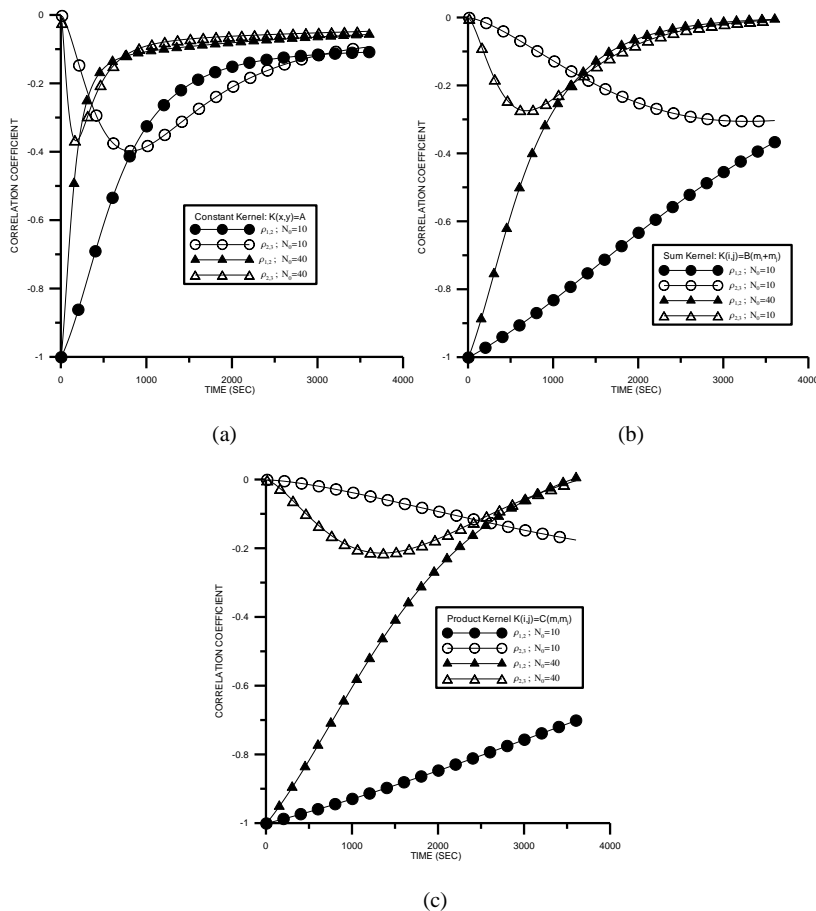 0
-0.2
-0.4
-0.6
-0.8
-1
CORRELATION COEFFICIENT
Constant Kernel: K(x,y)=A
ρ1,2 ; N0=10
ρ2,3 ; N0=10
ρ1,2 ; N0=40
ρ2,3 ; N0=40
0 1000 2000 3000 4000
TIME (SEC)
(a)
0
-0.2
-0.4
-0.6
-0.8
-1
CORRELATION COEFFICIENT
Sum Kernel: K(i,j)=B(mi+mj)
ρ1,2 ; N0=10
ρ2,3 ; N0=10
ρ1,2 ; N0=40
ρ2,3 ; N0=10
0 1000 2000 3000 4000
TIME (SEC)
(b)
0
-0.2
-0.4
-0.6
-0.8
-1
CORRELATION COEFFICIENT
Product Kernel K(i,j)=C(mimj)
ρ1,2 ; N0=10
ρ2,3 ; N0=10
ρ1,2 ; N0=40
ρ2,3 ; N0=40
0 1000 2000 3000 4000
TIME (SEC)
(c)